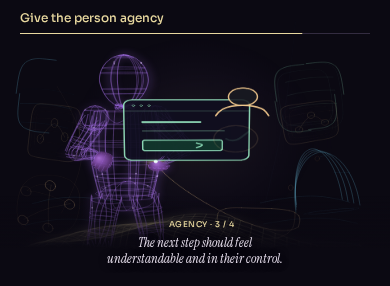 Give the person agency
AGENCY · 3 / 4
The next step should feel
understandable and in their control.